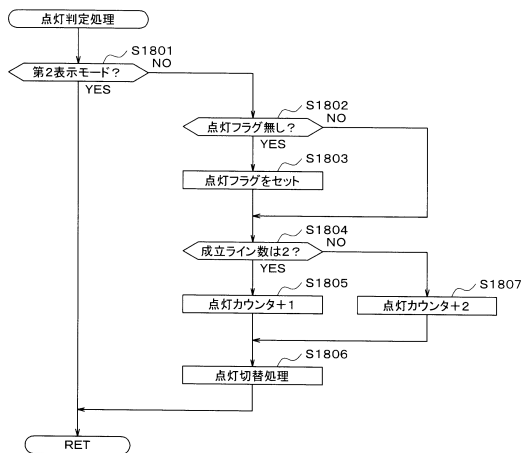 点灯判定処理
S1801
第2表示モード?
NO
YES
S1802
点灯フラグ無し?
NO
YES
S1803
点灯フラグをセット
S1804
成立ライン数は2?
NO
YES
S1805
点灯カウンタ+1
S1807
点灯カウンタ+2
S1806
点灯切替処理
RET